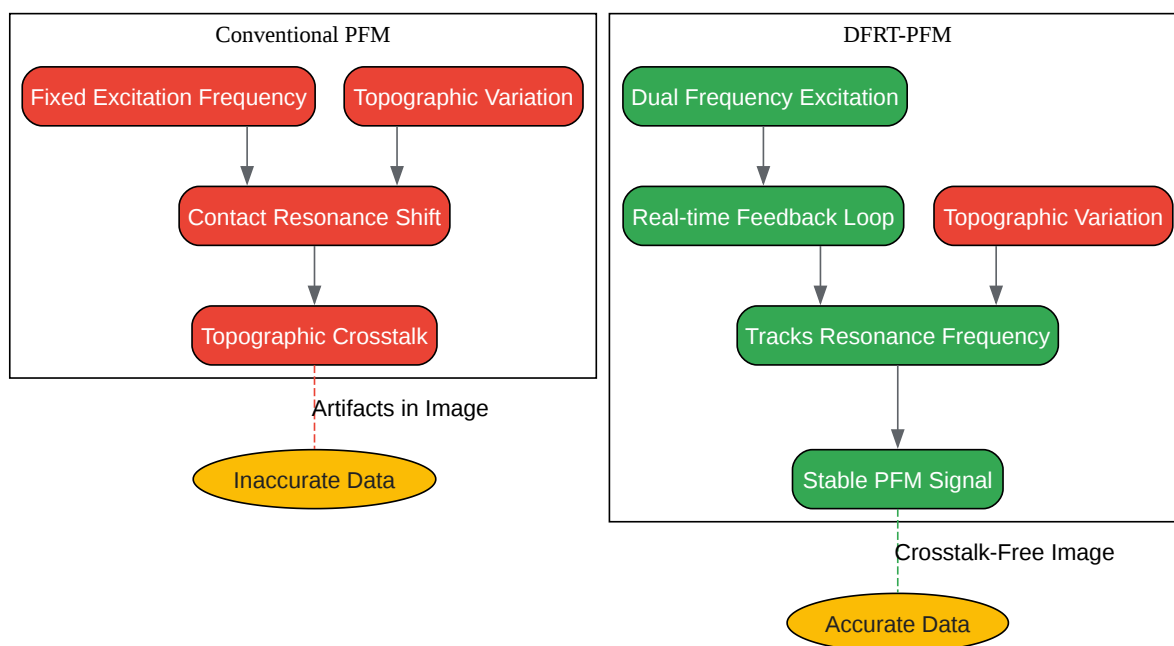 Conventional PFM
Fixed Excitation Frequency
Topographic Variation
Contact Resonance Shift
Topographic Crosstalk
Artifacts in Image
Inaccurate Data
DFRT-PFM
Dual Frequency Excitation
Real-time Feedback Loop
Topographic Variation
Tracks Resonance Frequency
Stable PFM Signal
Crosstalk-Free Image
Accurate Data